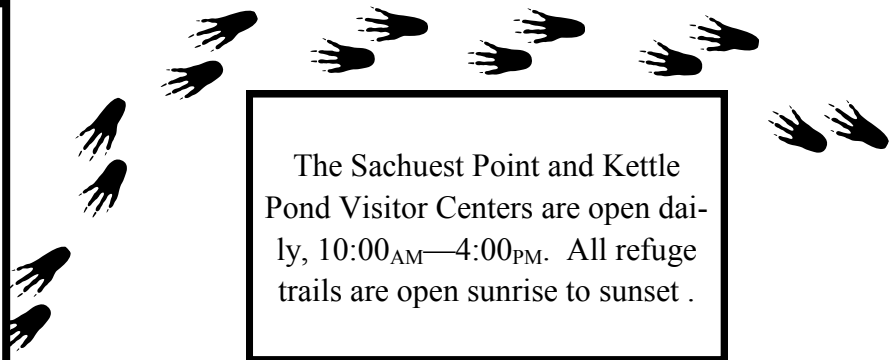 The Sachuest Point and Kettle
Pond Visitor Centers are open dai-
ly, 10:00AM—4:00PM.  All refuge
trails are open sunrise to sunset .